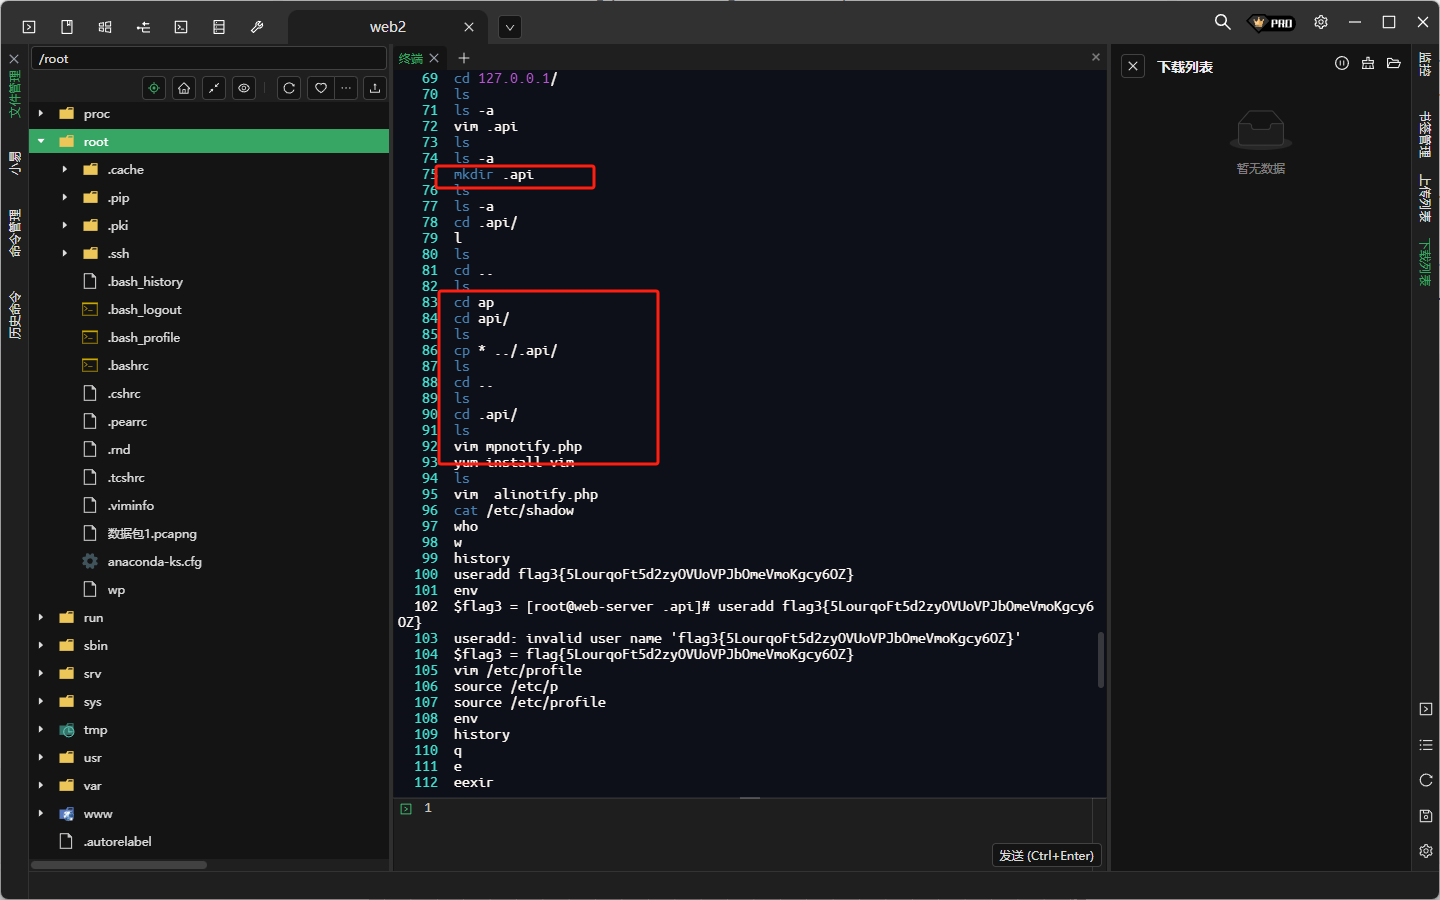 web2
PRO
/root
文件管理
小易
命令管理
历史命令
proc
root
.cache
.pip
.pki
.ssh
.bash_history
.bash_logout
.bash_profile
.bashrc
.cshrc
.pearrc
.rnd
.tcshrc
.viminfo
数据包1.pcapng
anaconda-ks.cfg
wp
run
sbin
srv
sys
tmp
usr
var
www
.autorelabel
终端
69 cd 127.0.0.1/
70 ls
71 ls -a
72 vim .api
73 ls
74 ls -a
75 mkdir .api
76 ls
77 ls -a
78 cd .api/
79 l
80 ls
81 cd ..
82 ls
83 cd ap
84 cd api/
85 ls
86 cp * ../.api/
87 ls
88 cd ..
89 ls
90 cd .api/
91 ls
92 vim mpnotify.php
93 yum install vim
94 ls
95 vim  alinotify.php
96 cat /etc/shadow
97 who
98 w
99 history
100 useradd flag3{5LourqoFt5d2zyOVUoVPJbOmeVmoKgcy6OZ}
101 env
102 $flag3 = [root@web-server .api]# useradd flag3{5LourqoFt5d2zyOVUoVPJbOmeVmoKgcy6
OZ}
103 useradd: invalid user name 'flag3{5LourqoFt5d2zyOVUoVPJbOmeVmoKgcy6OZ}'
104 $flag3 = flag{5LourqoFt5d2zyOVUoVPJbOmeVmoKgcy6OZ}
105 vim /etc/profile
106 source /etc/p
107 source /etc/profile
108 env
109 history
110 q
111 e
112 eexir
1
发送 (Ctrl+Enter)
下载列表
暂无数据
监控
书签管理
上传列表
下载列表